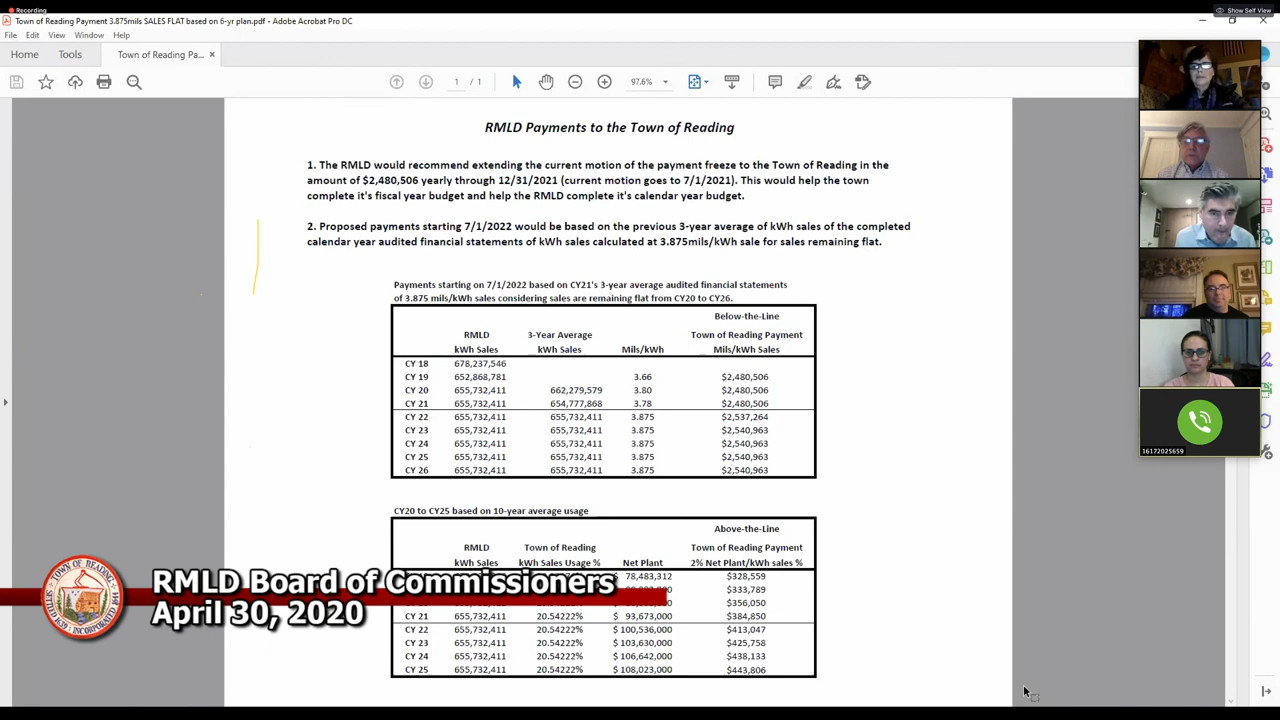 Recording
Show Self View
Town of Reading Payment 3.875mils SALES FLAT based on 6-yr plan.pdf - Adobe Acrobat Pro DC
File Edit View Window Help
Home Tools Town of Reading Pa... ×
1 / 1 97.6%
RMLD Payments to the Town of Reading
1. The RMLD would recommend extending the current motion of the payment freeze to the Town of Reading in the
amount of $2,480,506 yearly through 12/31/2021 (current motion goes to 7/1/2021). This would help the town
complete it's fiscal year budget and help the RMLD complete it's calendar year budget.
2. Proposed payments starting 7/1/2022 would be based on the previous 3-year average of kWh sales of the completed
calendar year audited financial statements of kWh sales calculated at 3.875mils/kWh sale for sales remaining flat.
Payments starting on 7/1/2022 based on CY21's 3-year average audited financial statements
of 3.875 mils/kWh sales considering sales are remaining flat from CY20 to CY26.
Below-the-Line
RMLD 3-Year Average Town of Reading Payment
kWh Sales kWh Sales Mils/kWh Mils/kWh Sales
CY 18 678,237,546
CY 19 652,868,781 3.66 $2,480,506
CY 20 655,732,411 662,279,579 3.80 $2,480,506
CY 21 655,732,411 654,777,868 3.78 $2,480,506
CY 22 655,732,411 655,732,411 3.875 $2,537,264
CY 23 655,732,411 655,732,411 3.875 $2,540,963
CY 24 655,732,411 655,732,411 3.875 $2,540,963
CY 25 655,732,411 655,732,411 3.875 $2,540,963
CY 26 655,732,411 655,732,411 3.875 $2,540,963
CY20 to CY25 based on 10-year average usage
Above-the-Line
RMLD Town of Reading Town of Reading Payment
kWh Sales kWh Sales Usage % Net Plant 2% Net Plant/kWh sales %
78,483,312 $328,559
$333,789
$356,050
CY 21 655,732,411 20.54222% $ 93,673,000 $384,850
CY 22 655,732,411 20.54222% $ 100,536,000 $413,047
CY 23 655,732,411 20.54222% $ 103,630,000 $425,758
CY 24 655,732,411 20.54222% $ 106,642,000 $438,133
CY 25 655,732,411 20.54222% $ 108,023,000 $443,806
RMLD Board of Commissioners
April 30, 2020
16172025659